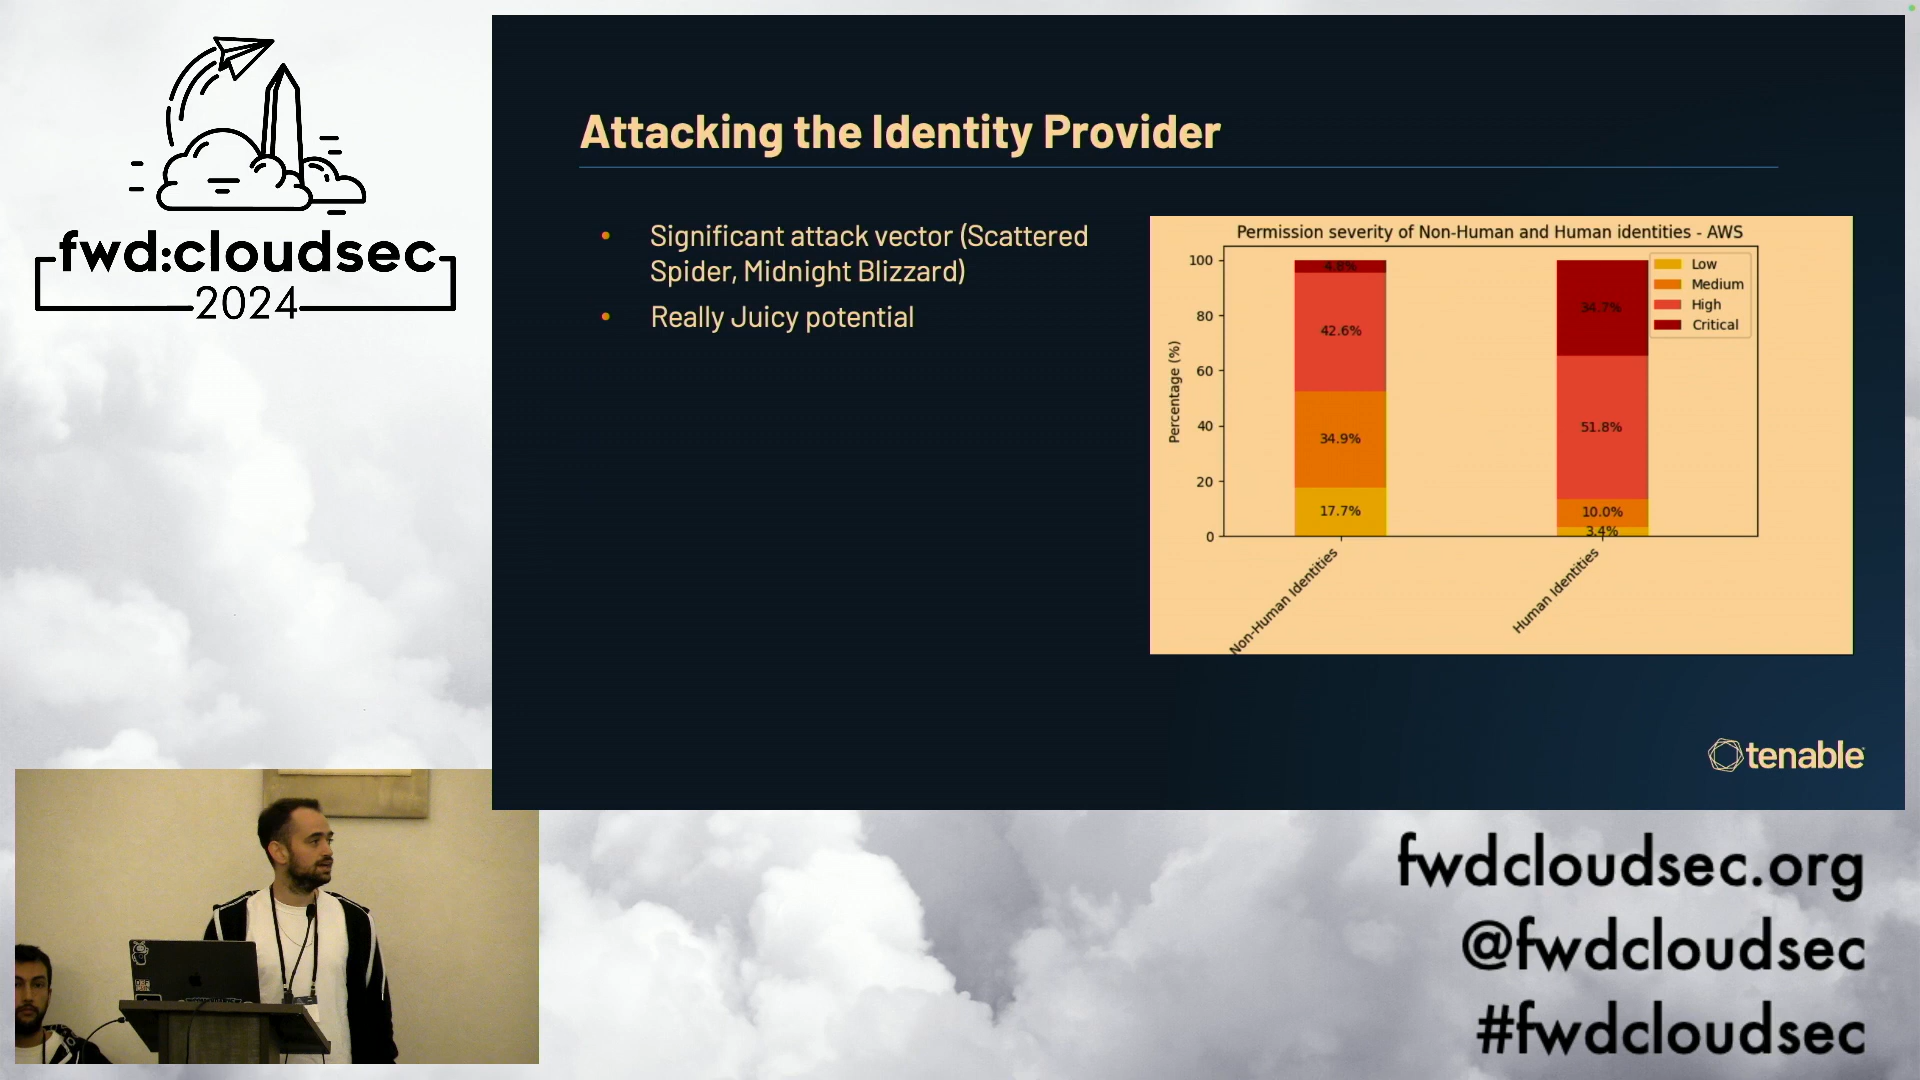 fwd:cloudsec
2024
Attacking the Identity Provider
• Significant attack vector (Scattered
Spider, Midnight Blizzard)
• Really Juicy potential
Permission severity of Non-Human and Human identities - AWS
Percentage (%)
100
80
60
40
20
0
4.8%
42.6%
34.9%
17.7%
34.7%
51.8%
10.0%
3.4%
Low
Medium
High
Critical
Non-Human Identities
Human Identities
tenable
fwdcloudsec.org
@fwdcloudsec
#fwdcloudsec